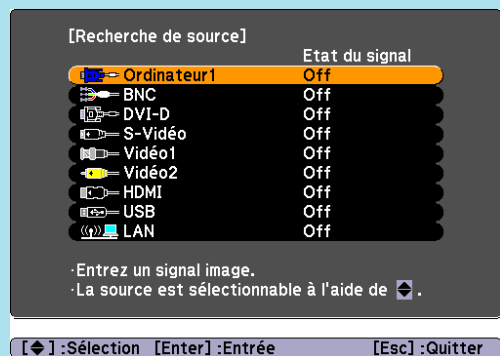 [Recherche de source]
Etat du signal
Ordinateur1 Off
BNC Off
DVI-D Off
S-Vidéo Off
Vidéo1 Off
Vidéo2 Off
HDMI Off
USB Off
LAN Off
·Entrez un signal image.
·La source est sélectionnable à l'aide de .
[ ] :Sélection [Enter] :Entrée [Esc] :Quitter